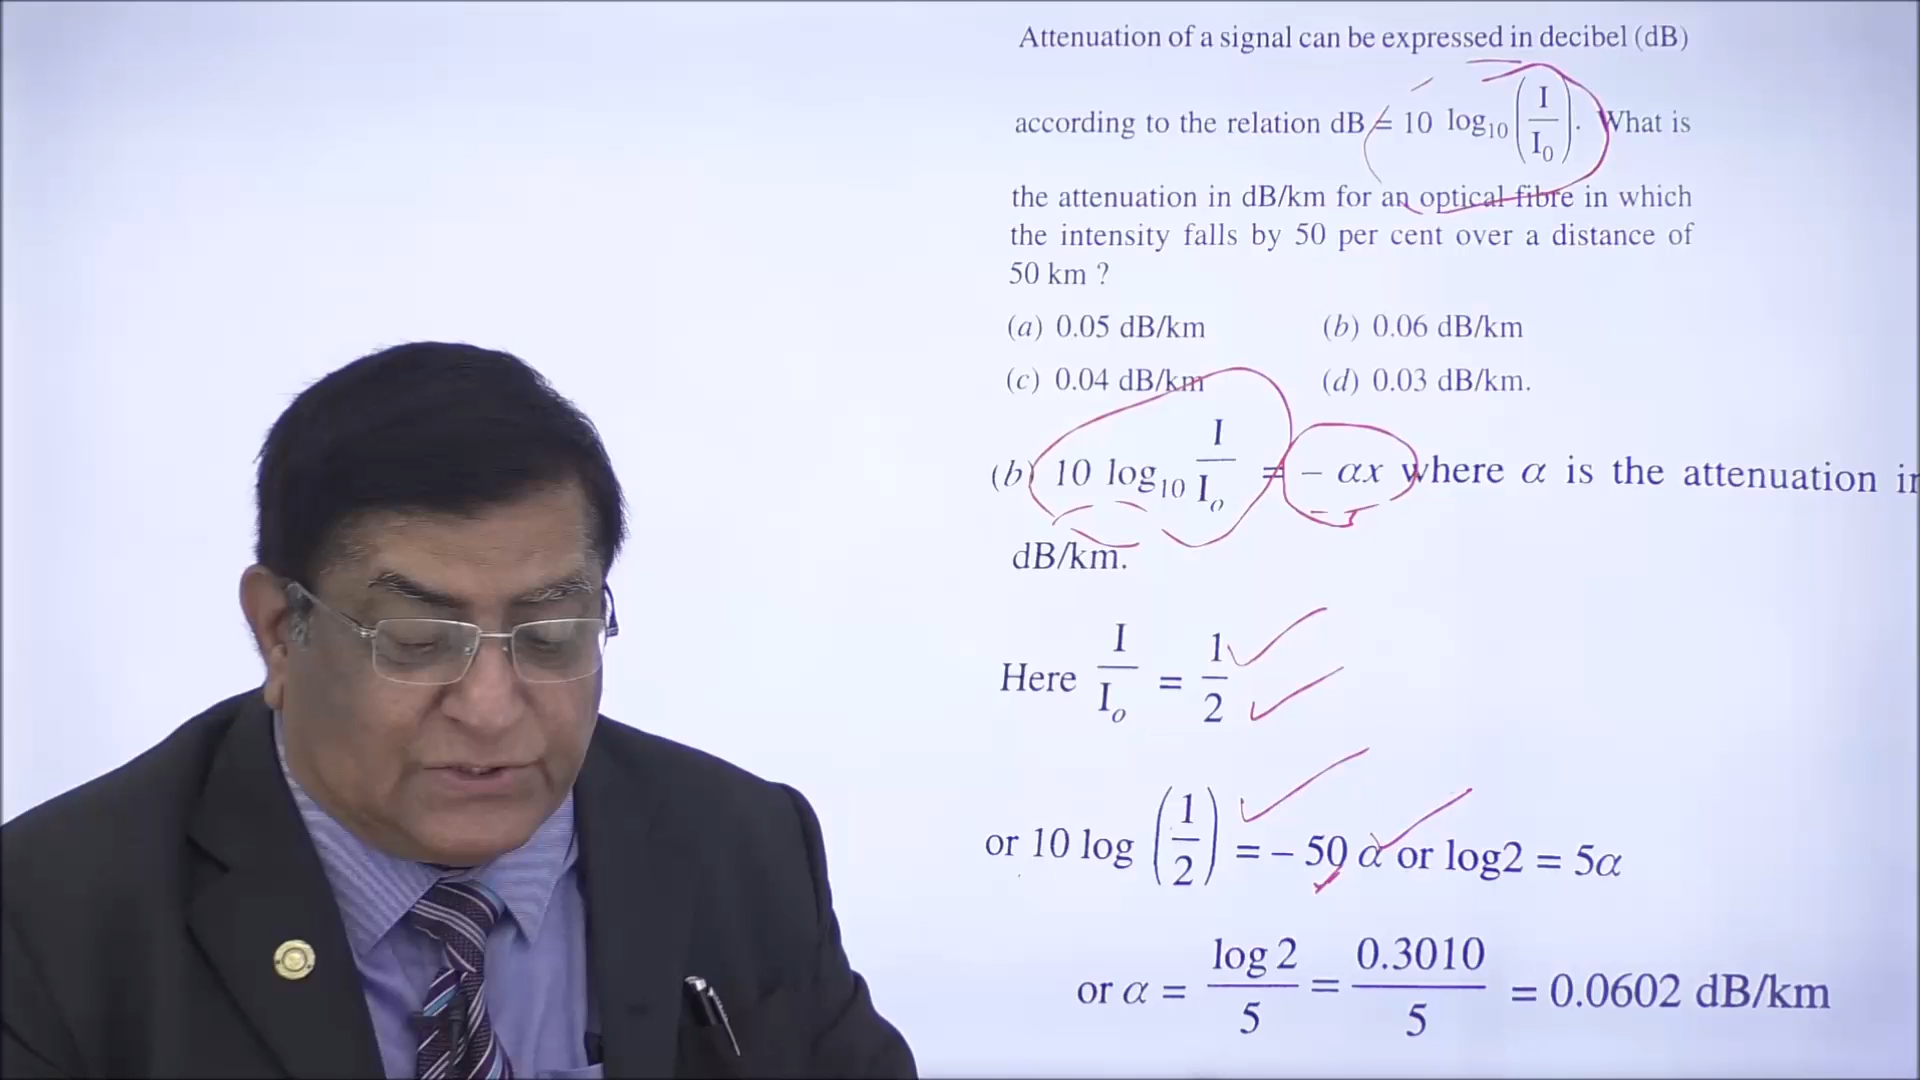 Attenuation of a signal can be expressed in decibel (dB)
according to the relation dB = 10 log₁₀(I/I₀). What is
the attenuation in dB/km for an optical fibre in which
the intensity falls by 50 per cent over a distance of
50 km ?
(a) 0.05 dB/km (b) 0.06 dB/km
(c) 0.04 dB/km (d) 0.03 dB/km.
(b) 10 log₁₀ I/Iₒ = − αx where α is the attenuation in
dB/km.
Here I/Iₒ = 1/2
or 10 log (1/2) = − 50 α or log2 = 5α
or α = log 2/5 = 0.3010/5 = 0.0602 dB/km